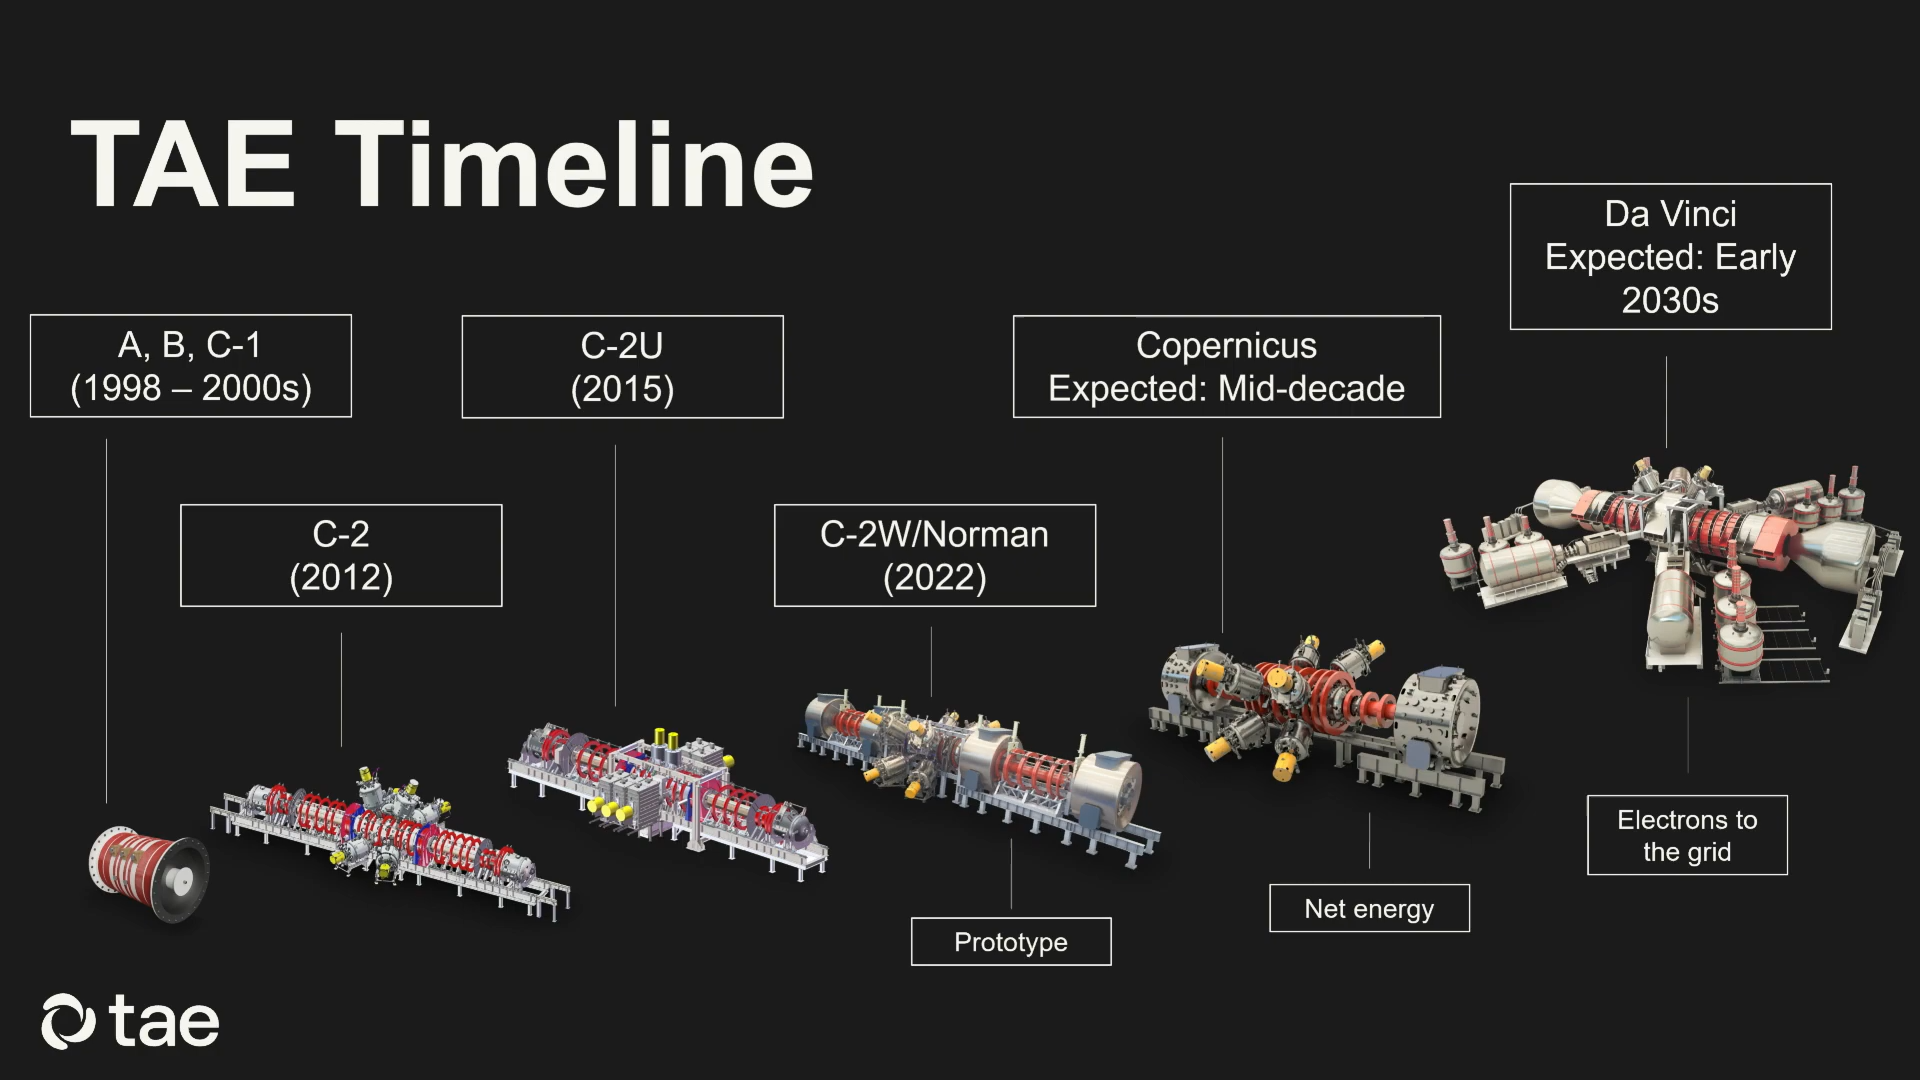 TAE Timeline
A, B, C-1
(1998 – 2000s)
C-2
(2012)
C-2U
(2015)
C-2W/Norman
(2022)
Prototype
Copernicus
Expected: Mid-decade
Net energy
Da Vinci
Expected: Early
2030s
Electrons to
the grid
tae